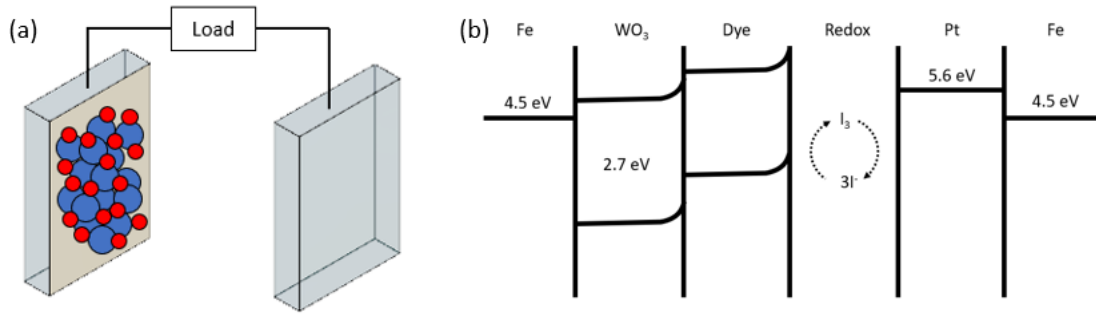 (a)
Load
(b)
Fe WO₃ Dye Redox Pt Fe
4.5 eV
2.7 eV
I₃
3I⁻
5.6 eV
4.5 eV